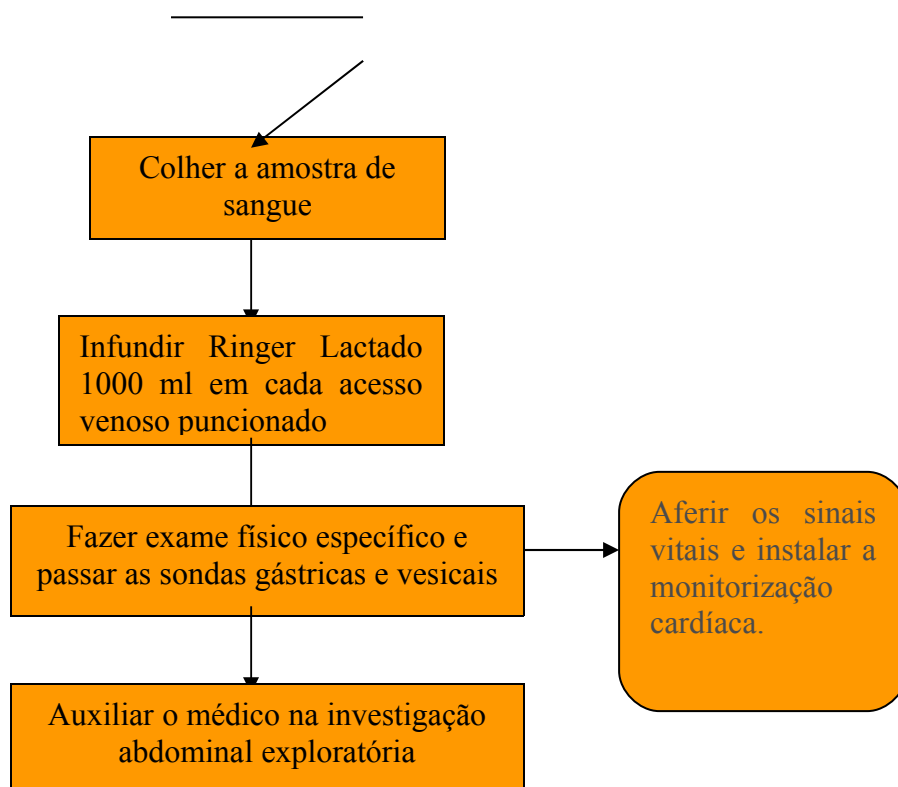 Colher a amostra de
sangue
Infundir Ringer Lactado
1000 ml em cada acesso
venoso puncionado
Fazer exame físico específico e
passar as sondas gástricas e vesicais
Aferir os sinais
vitais e instalar a
monitorização
cardíaca.
Auxiliar o médico na investigação
abdominal exploratória